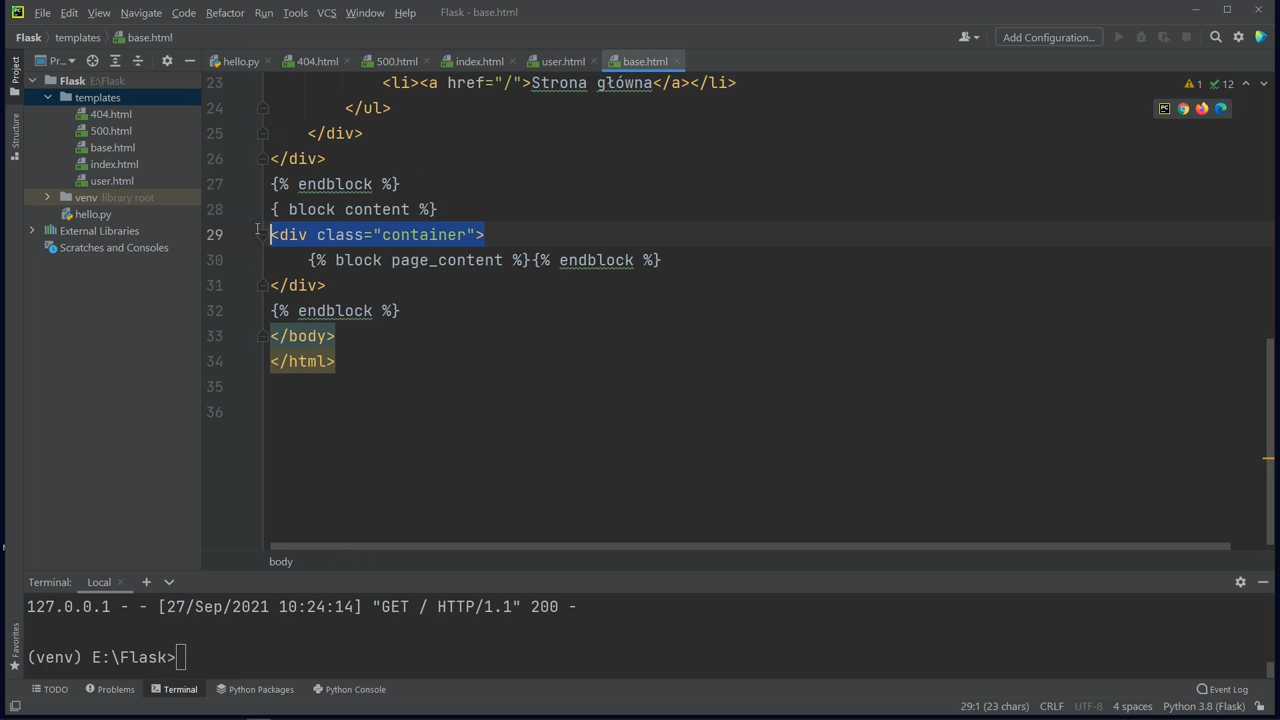 File Edit View Navigate Code Refactor Run Tools VCS Window Help Flask - base.html
Flask templates base.html Add Configuration...
Pr... hello.py 404.html 500.html index.html user.html base.html
Project
Structure
Favorites
Flask E:\Flask
templates
404.html
500.html
base.html
index.html
user.html
venv library root
hello.py
External Libraries
Scratches and Consoles
1 12
23 <li><a href="/">Strona główna</a></li>
24 </ul>
25 </div>
26 </div>
27 {% endblock %}
28 { block content %}
29 <div class="container">
30 {% block page_content %}{% endblock %}
31 </div>
32 {% endblock %}
33 </body>
34 </html>
35
36
body
Terminal: Local
127.0.0.1 - - [27/Sep/2021 10:24:14] "GET / HTTP/1.1" 200 -
(venv) E:\Flask>
TODO Problems Terminal Python Packages Python Console Event Log
29:1 (23 chars) CRLF UTF-8 4 spaces Python 3.8 (Flask)